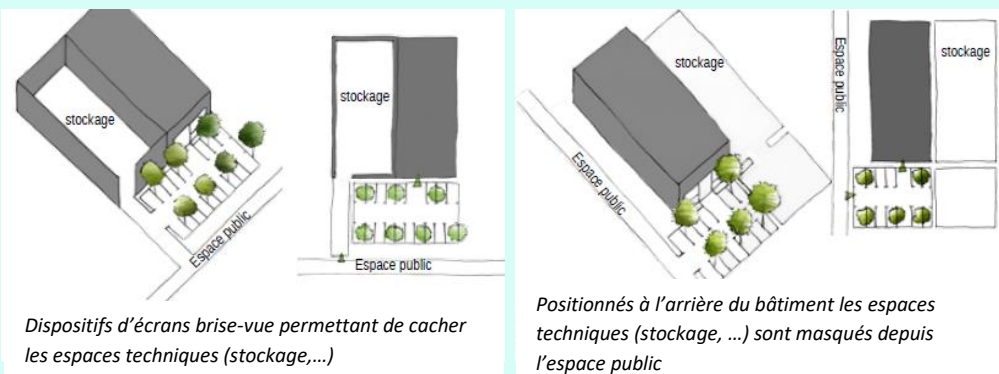 stockage
stockage
Espace public
Espace public
Dispositifs d’écrans brise-vue permettant de cacher
les espaces techniques (stockage,…)
stockage
Espace public
Espace public
stockage
Positionnés à l’arrière du bâtiment les espaces
techniques (stockage, …) sont masqués depuis
l’espace public